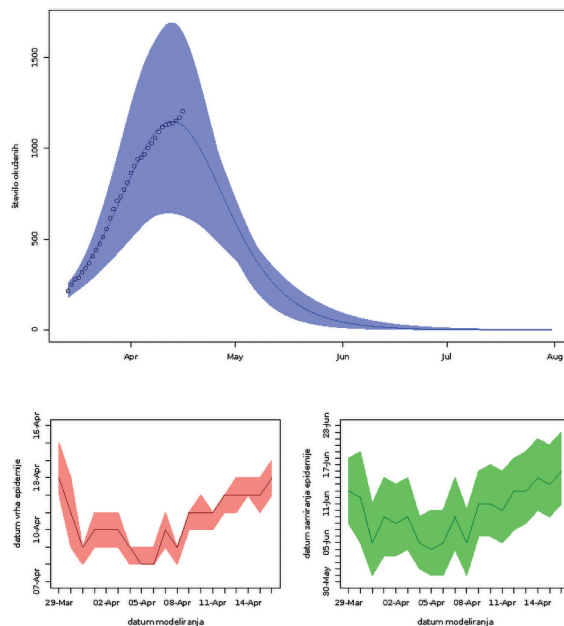 število okuženih
1500
1000
500
0
Apr
May
Jun
Jul
Aug
datum vrha epidemije
16-Apr
13-Apr
10-Apr
07-Apr
29-Mar
02-Apr
05-Apr
08-Apr
11-Apr
14-Apr
datum modeliranja
datum zamiranja epidemije
28-Jun
17-Jun
11-Jun
05-Jun
30-May
29-Mar
02-Apr
05-Apr
08-Apr
11-Apr
14-Apr
datum modeliranja